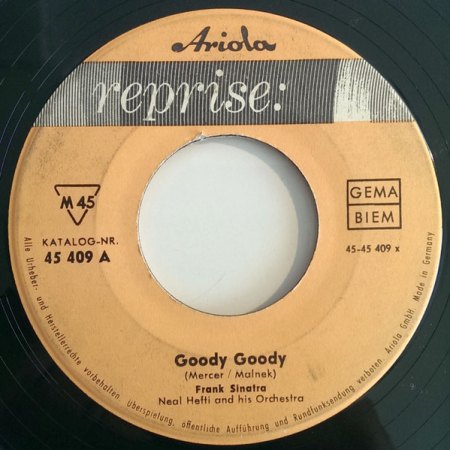 Ariola
reprise:
M 45
GEMA
BIEM
KATALOG-NR.
45 409 A
45-45 409 x
Goody Goody
(Mercer / Malnek)
Frank Sinatra
Neal Hefti and his Orchestra
Alle Urheber- und Herstellerrechte vorbehalten. Überspielung, öffentliche Aufführung und Rundfunksendung verboten. Ariola GmbH. Made in Germany